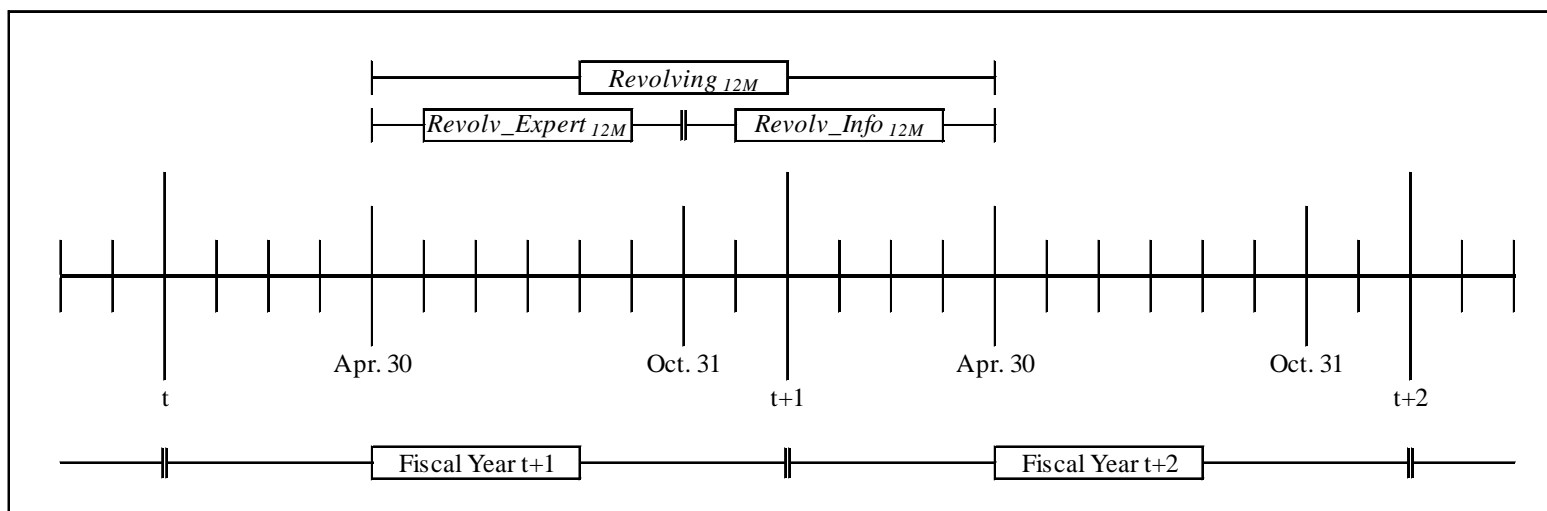 Revolving 12M
Revolv_Expert 12M Revolv_Info 12M
Apr. 30 Oct. 31 Apr. 30 Oct. 31
t t+1 t+2
Fiscal Year t+1 Fiscal Year t+2